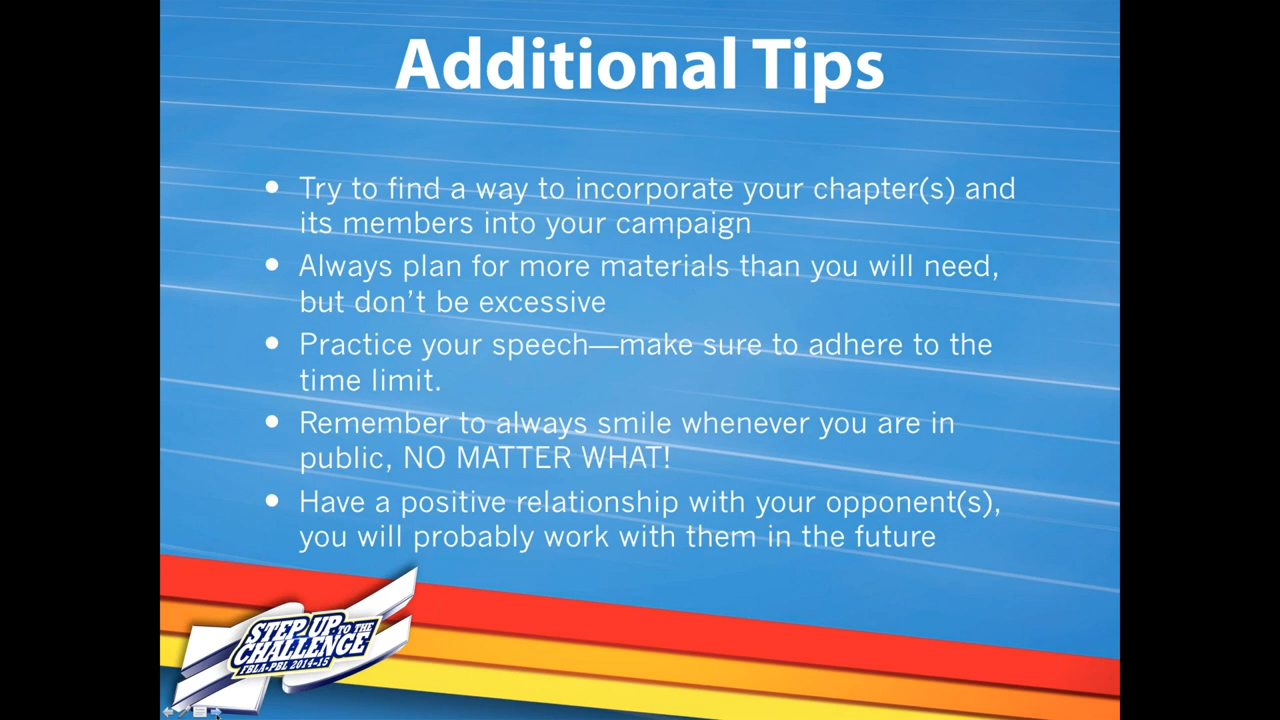 Additional Tips
• Try to find a way to incorporate your chapter(s) and
its members into your campaign
• Always plan for more materials than you will need,
but don’t be excessive
• Practice your speech—make sure to adhere to the
time limit.
• Remember to always smile whenever you are in
public, NO MATTER WHAT!
• Have a positive relationship with your opponent(s),
you will probably work with them in the future
STEP UP TO THE
CHALLENGE
FBLA-PBL 2014-15